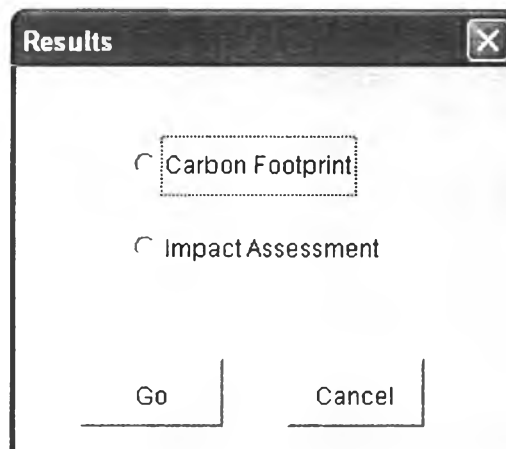 Results
Carbon Footprint
Impact Assessment
Go
Cancel